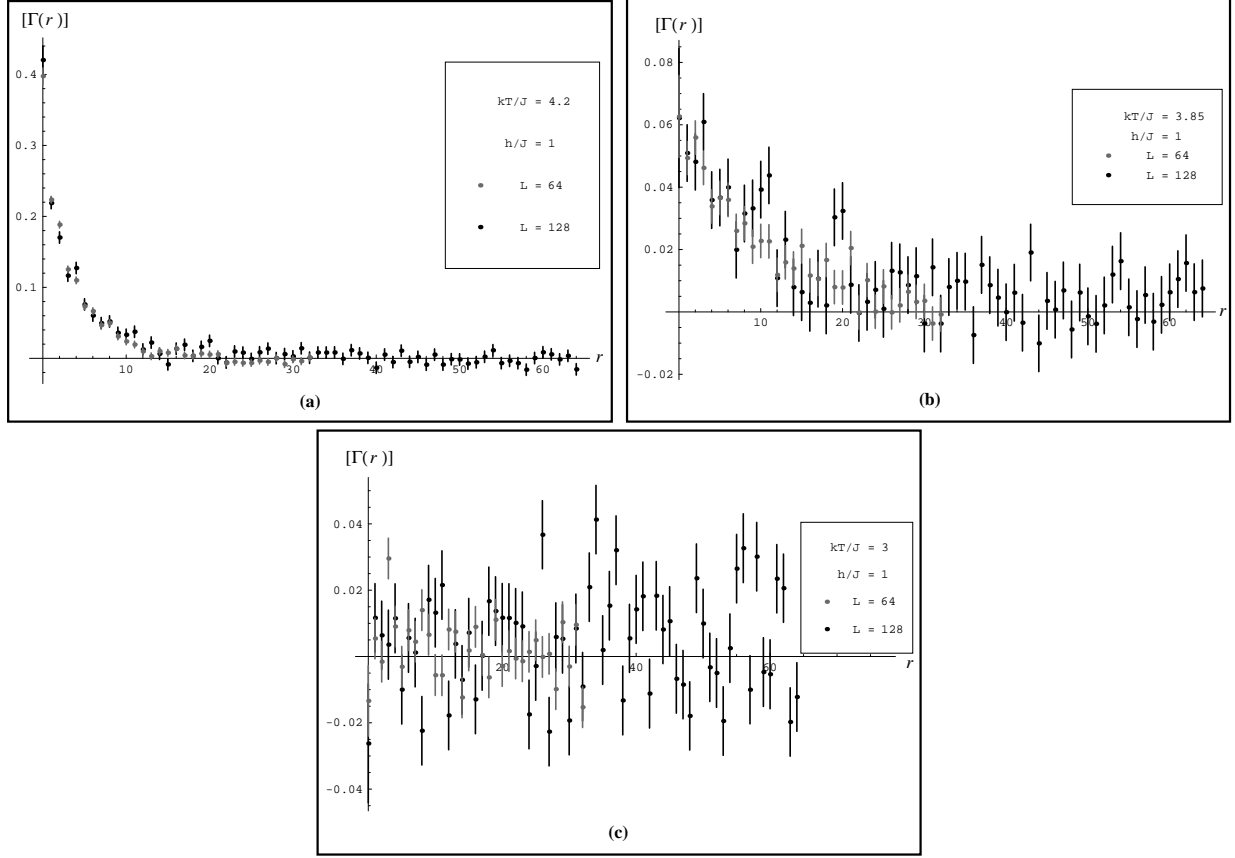 [Γ(r)]
0.4
0.3
0.2
0.1
10
20
30
40
50
60
r
kT/J = 4.2
h/J = 1
L = 64
L = 128
(a)
[Γ(r)]
0.08
0.06
0.04
0.02
-0.02
10
20
30
40
50
60
r
kT/J = 3.85
h/J = 1
L = 64
L = 128
(b)
[Γ(r)]
0.04
0.02
-0.02
-0.04
20
40
60
r
kT/J = 3
h/J = 1
L = 64
L = 128
(c)